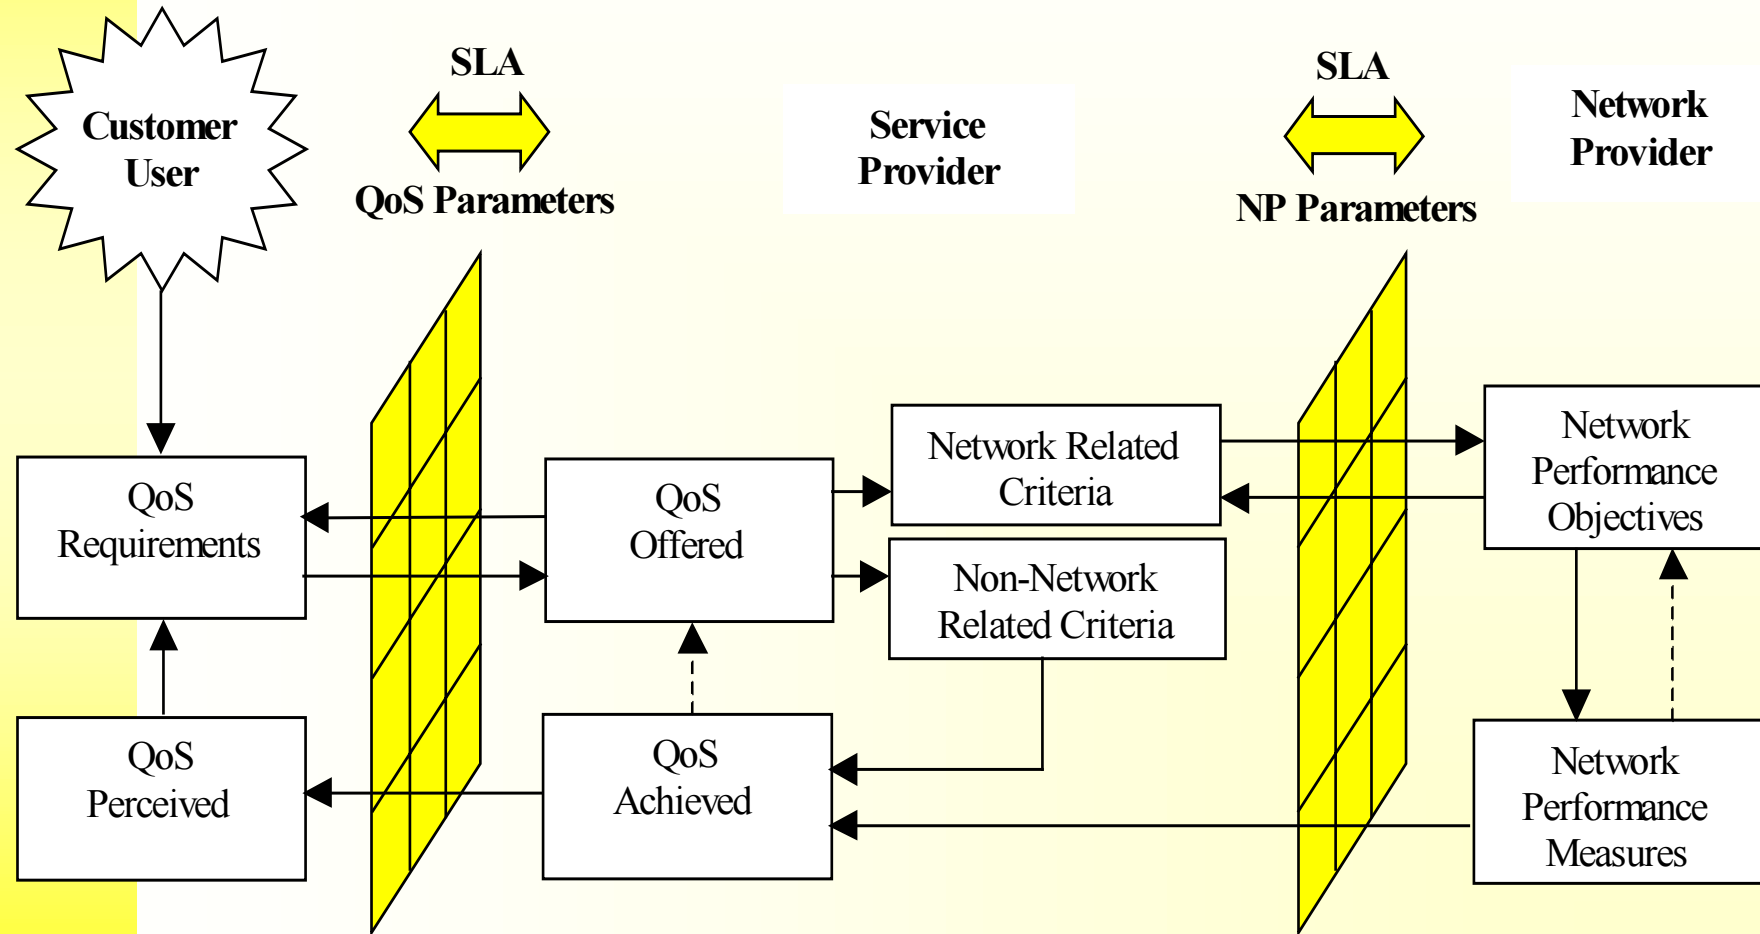 Customer
User
SLA
QoS Parameters
Service
Provider
SLA
NP Parameters
Network
Provider
QoS
Requirements
QoS
Offered
Network Related
Criteria
Non-Network
Related Criteria
Network
Performance
Objectives
QoS
Perceived
QoS
Achieved
Network
Performance
Measures